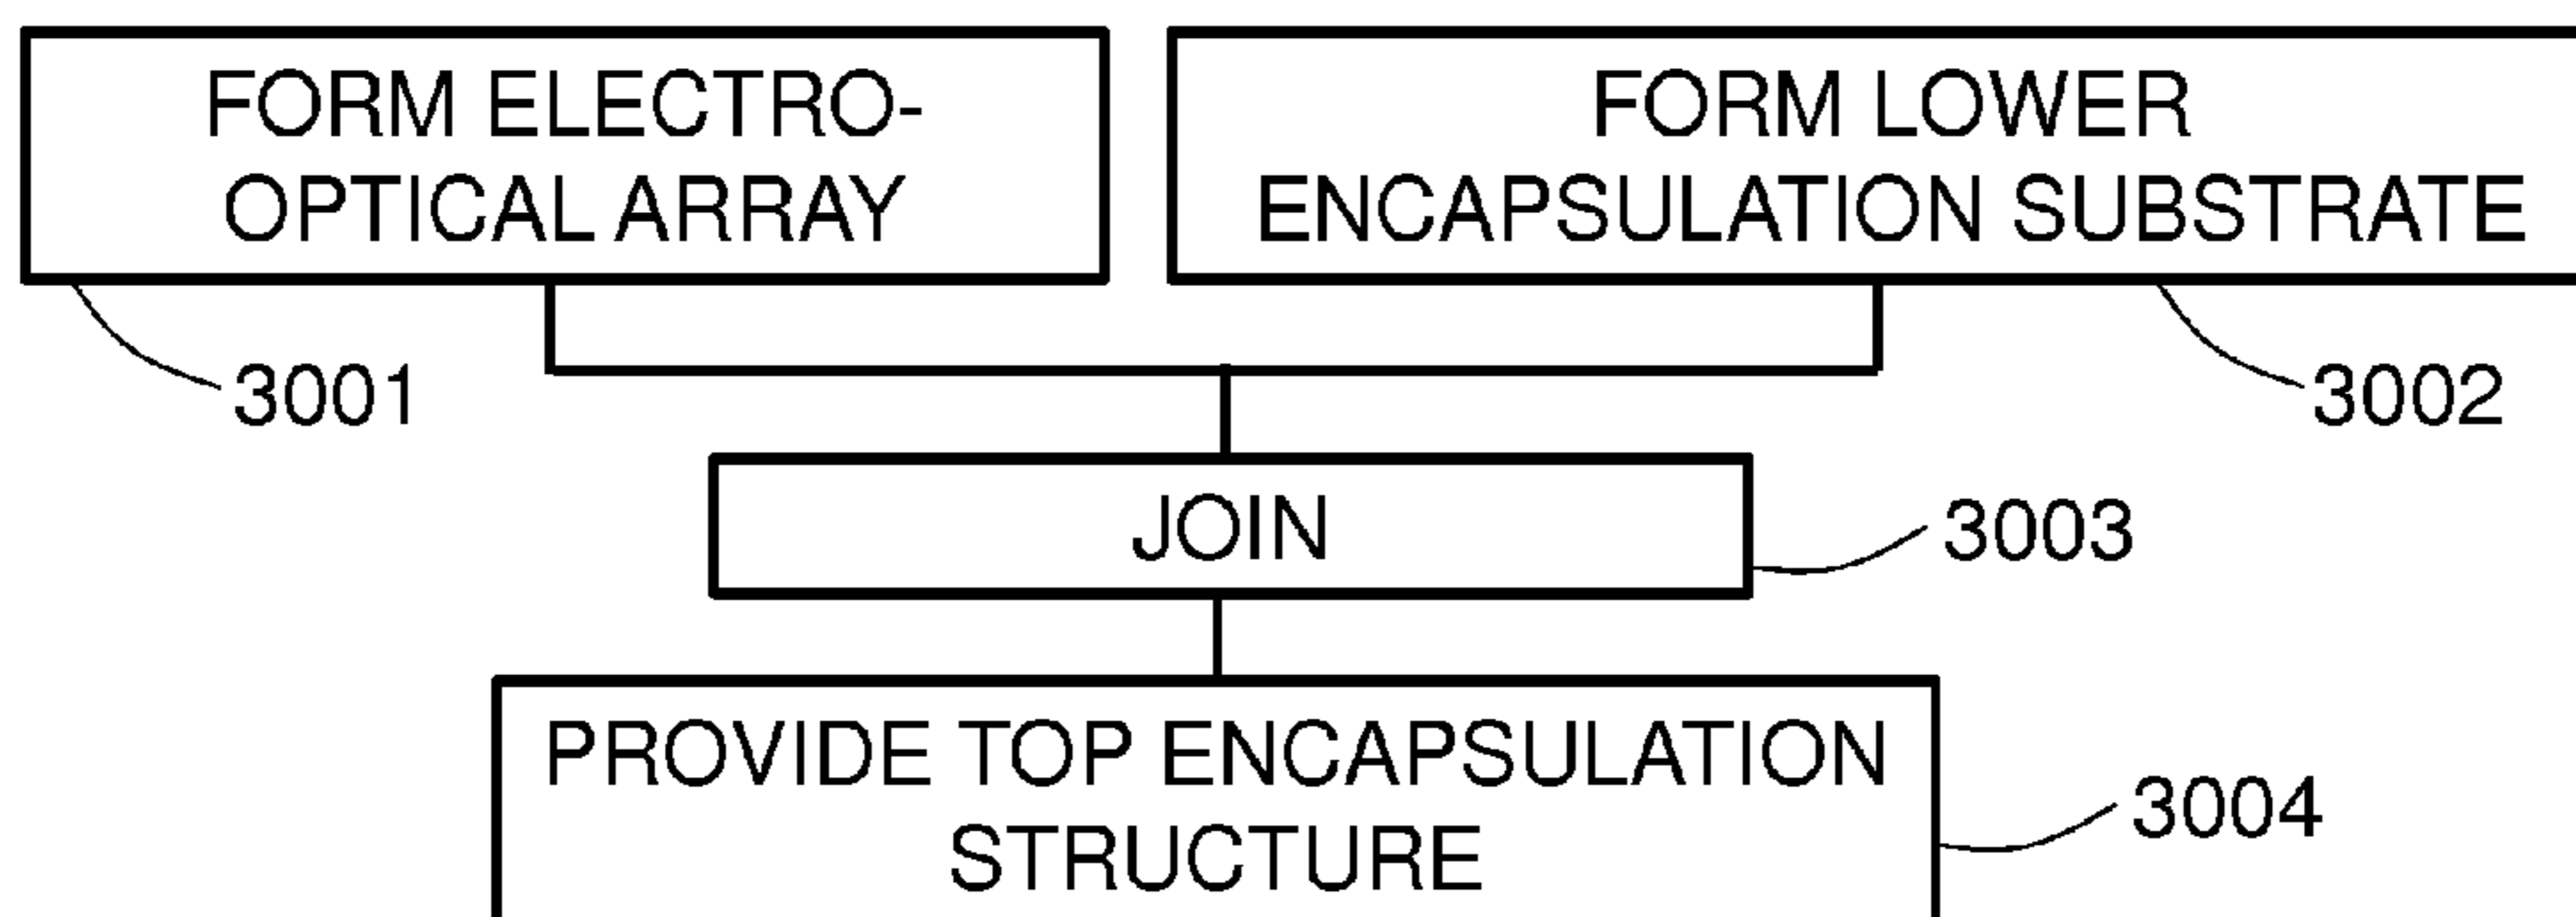 FORM ELECTRO-
OPTICAL ARRAY
FORM LOWER
ENCAPSULATION SUBSTRATE
3001
3002
JOIN
3003
PROVIDE TOP ENCAPSULATION
STRUCTURE
3004